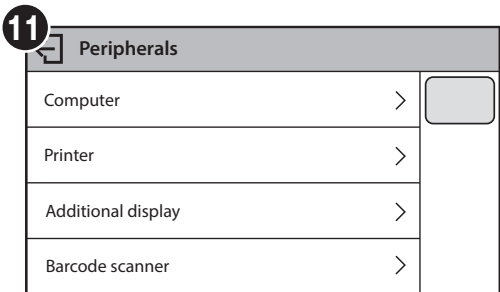 11
Peripherals
Computer
Printer
Additional display
Barcode scanner